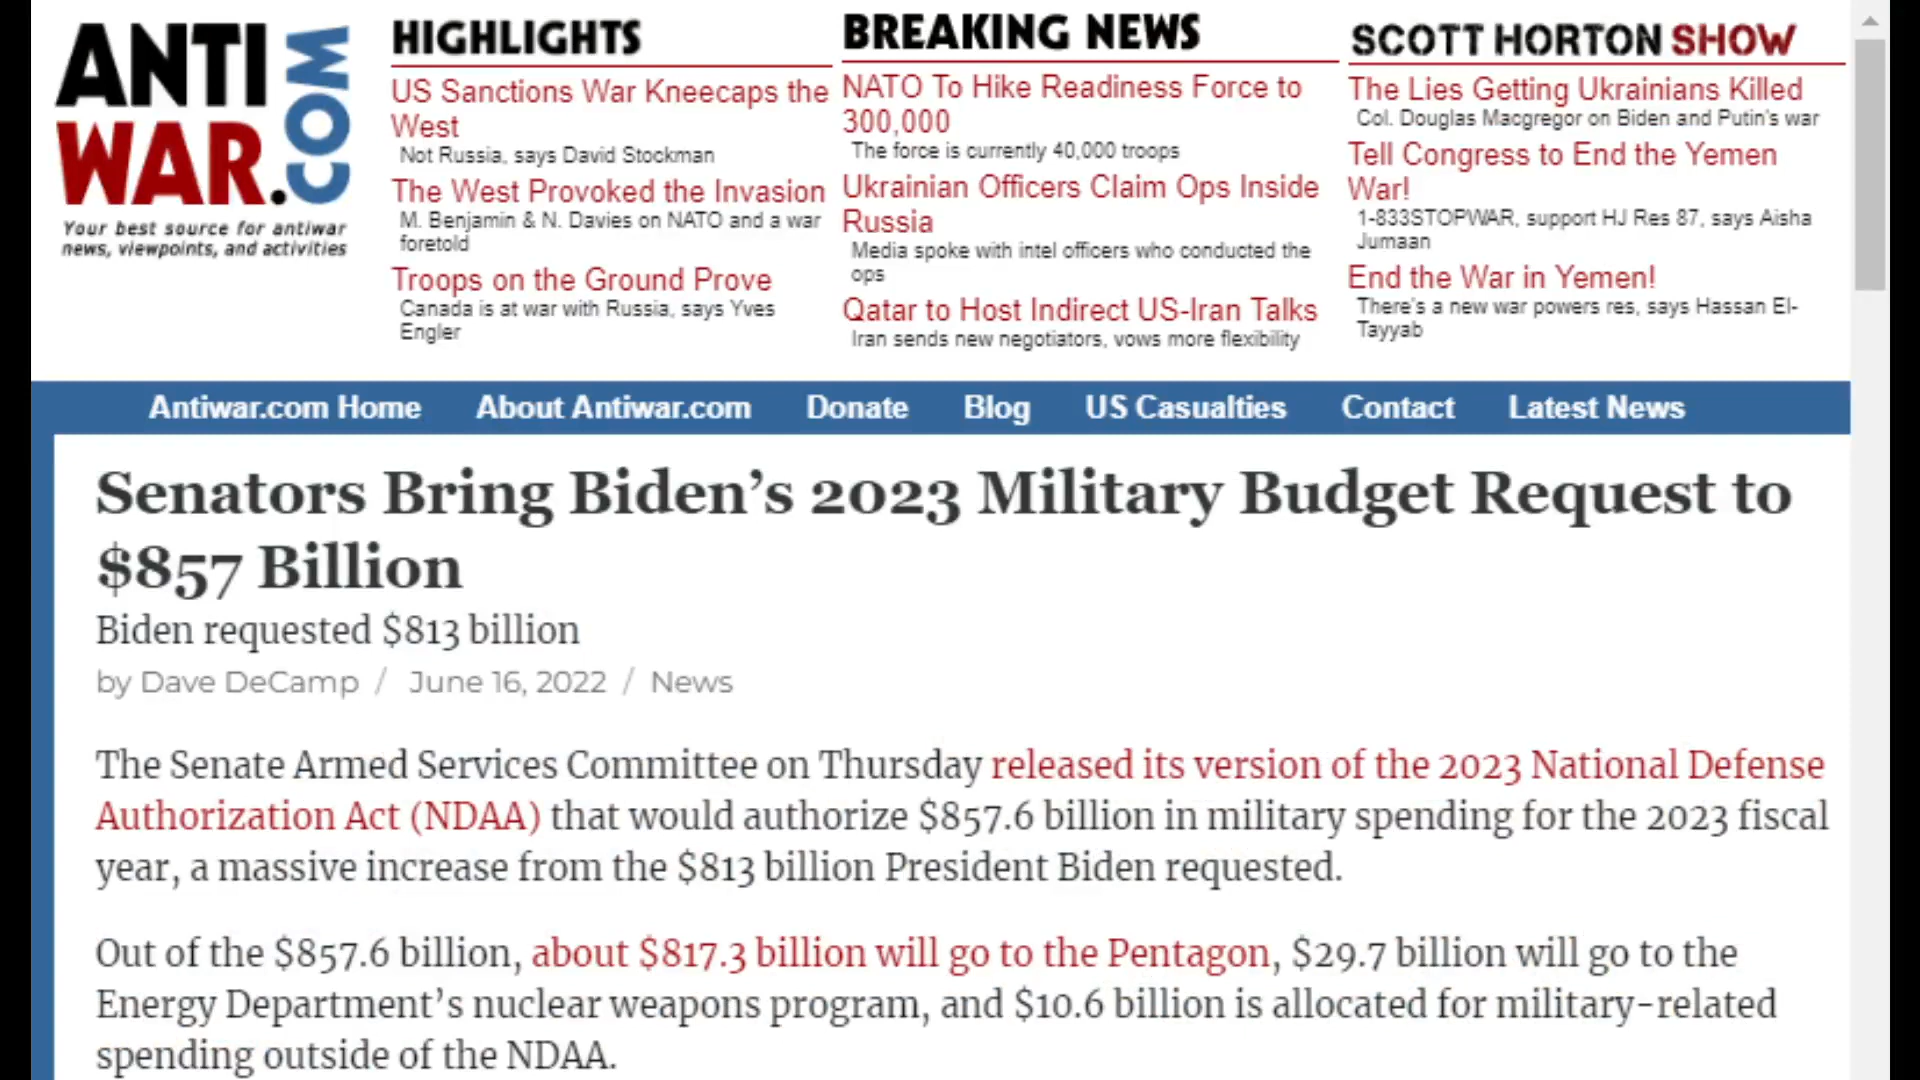 ANTI
WAR.COM
Your best source for antiwar
news, viewpoints, and activities
HIGHLIGHTS
US Sanctions War Kneecaps the
West
Not Russia, says David Stockman
The West Provoked the Invasion
M. Benjamin & N. Davies on NATO and a war
foretold
Troops on the Ground Prove
Canada is at war with Russia, says Yves
Engler
BREAKING NEWS
NATO To Hike Readiness Force to
300,000
The force is currently 40,000 troops
Ukrainian Officers Claim Ops Inside
Russia
Media spoke with intel officers who conducted the
ops
Qatar to Host Indirect US-Iran Talks
Iran sends new negotiators, vows more flexibility
SCOTT HORTON SHOW
The Lies Getting Ukrainians Killed
Col. Douglas Macgregor on Biden and Putin's war
Tell Congress to End the Yemen
War!
1-833STOPWAR, support HJ Res 87, says Aisha
Jumaan
End the War in Yemen!
There's a new war powers res, says Hassan El-
Tayyab
Antiwar.com Home About Antiwar.com Donate Blog US Casualties Contact Latest News
Senators Bring Biden’s 2023 Military Budget Request to
$857 Billion
Biden requested $813 billion
by Dave DeCamp / June 16, 2022 / News
The Senate Armed Services Committee on Thursday released its version of the 2023 National Defense
Authorization Act (NDAA) that would authorize $857.6 billion in military spending for the 2023 fiscal
year, a massive increase from the $813 billion President Biden requested.
Out of the $857.6 billion, about $817.3 billion will go to the Pentagon, $29.7 billion will go to the
Energy Department’s nuclear weapons program, and $10.6 billion is allocated for military-related
spending outside of the NDAA.